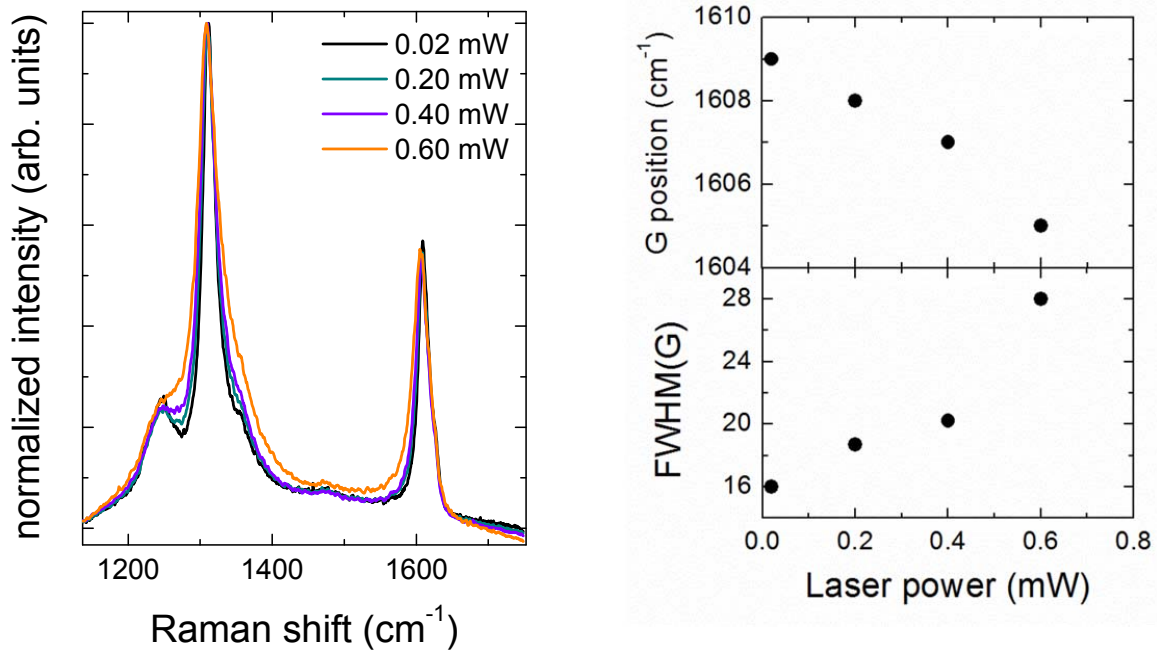 normalized intensity (arb. units)
0.02 mW
0.20 mW
0.40 mW
0.60 mW
1200 1400 1600
Raman shift (cm⁻¹)
G position (cm⁻¹)
1610
1608
1606
1604
FWHM(G)
28
24
20
16
0.0 0.2 0.4 0.6 0.8
Laser power (mW)